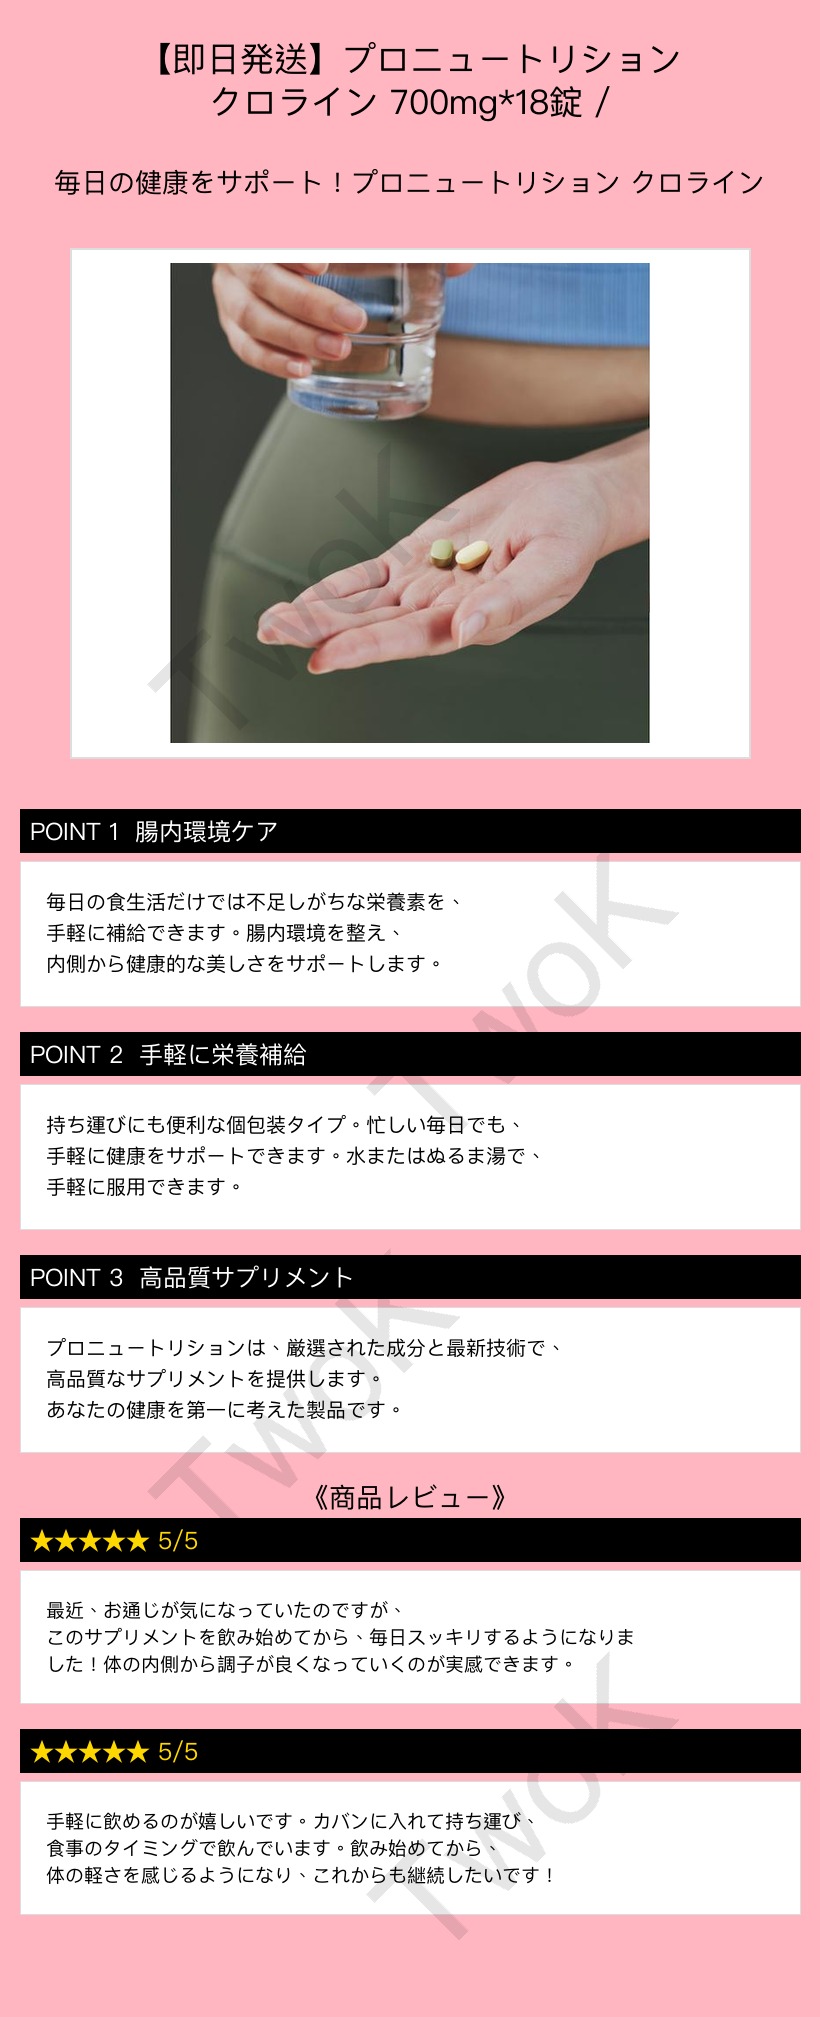 【即日発送】プロニュートリション
クロライン 700mg*18錠 /
毎日の健康をサポート！プロニュートリション クロライン
TwoK
POINT 1 腸内環境ケア
毎日の食生活だけでは不足しがちな栄養素を、
手軽に補給できます。腸内環境を整え、
内側から健康的な美しさをサポートします。
TwoK
POINT 2 手軽に栄養補給
持ち運びにも便利な個包装タイプ。忙しい毎日でも、
手軽に健康をサポートできます。水またはぬるま湯で、
手軽に服用できます。
POINT 3 高品質サプリメント
プロニュートリションは、厳選された成分と最新技術で、
高品質なサプリメントを提供します。
あなたの健康を第一に考えた製品です。
TwoK
《商品レビュー》
★★★★★ 5/5
最近、お通じが気になっていたのですが、
このサプリメントを飲み始めてから、毎日スッキリするようになりま
した！体の内側から調子が良くなっていくのが実感できます。
★★★★★ 5/5
手軽に飲めるのが嬉しいです。カバンに入れて持ち運び、
食事のタイミングで飲んでいます。飲み始めてから、
体の軽さを感じるようになり、これからも継続したいです！
TwoK